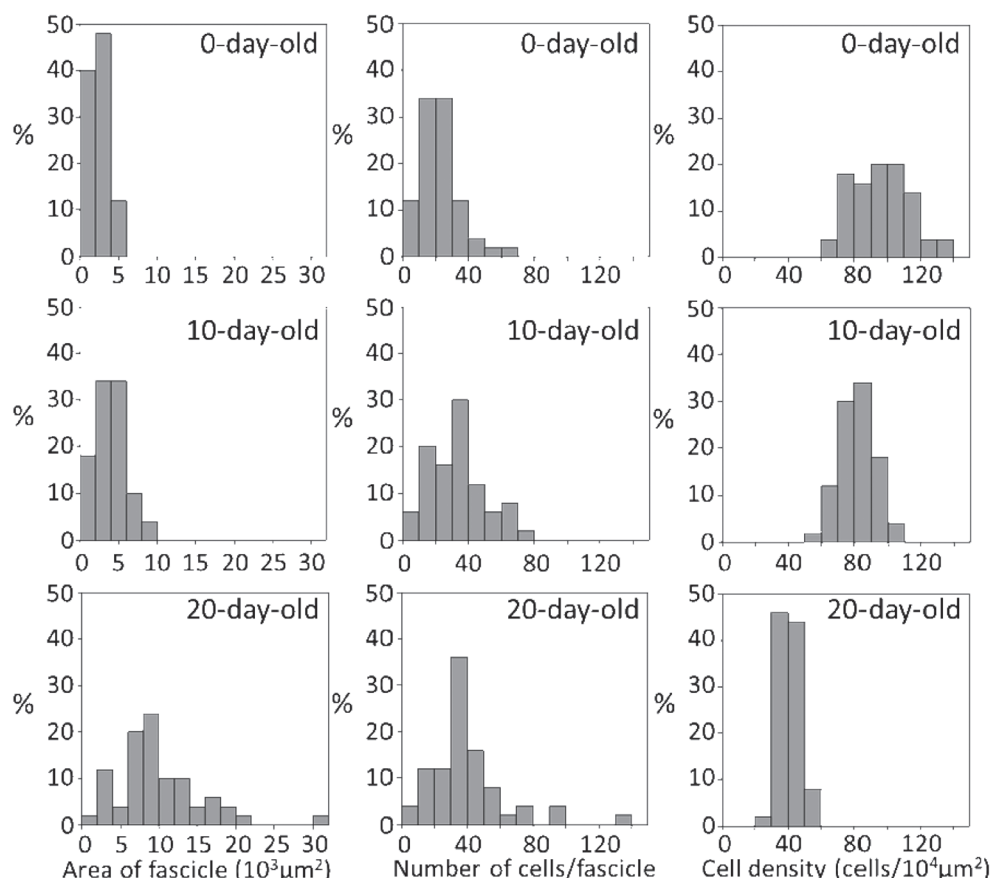 50 50 50
0-day-old 0-day-old 0-day-old
40 40 40
30 30 30
% % %
20 20 20
10 10 10
0 0 0
0 5 10 15 20 25 30 0 40 80 120 0 40 80 120
50 50 50
10-day-old 10-day-old 10-day-old
40 40 40
30 30 30
% % %
20 20 20
10 10 10
0 0 0
0 5 10 15 20 25 30 0 40 80 120 0 40 80 120
50 50 50
20-day-old 20-day-old 20-day-old
40 40 40
30 30 30
% % %
20 20 20
10 10 10
0 0 0
0 5 10 15 20 25 30 0 40 80 120 0 40 80 120
Area of fascicle (10³µm²) Number of cells/fascicle Cell density (cells/10⁴µm²)